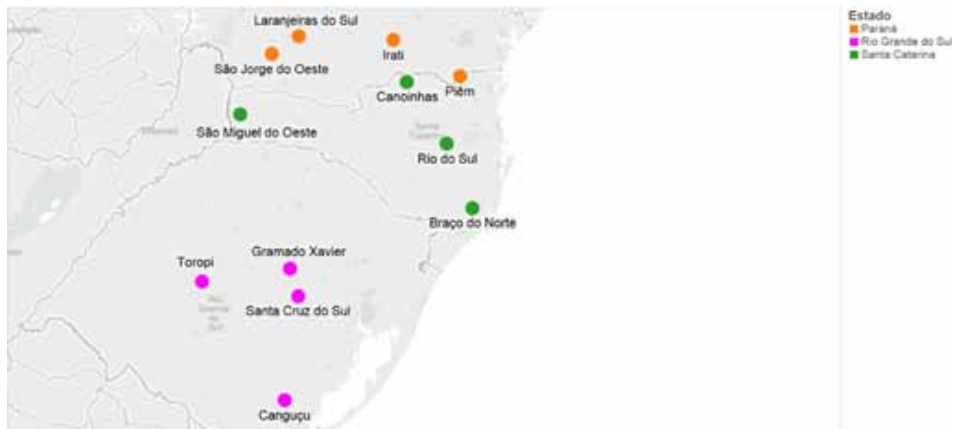 Laranjeiras do Sul
Irati
São Jorge do Oeste
Piêm
Canoinhas
São Miguel do Oeste
Rio do Sul
Braço do Norte
Gramado Xavier
Toropi
Santa Cruz do Sul
Canguçu
Estado
Paraná
Rio Grande do Sul
Santa Catarina